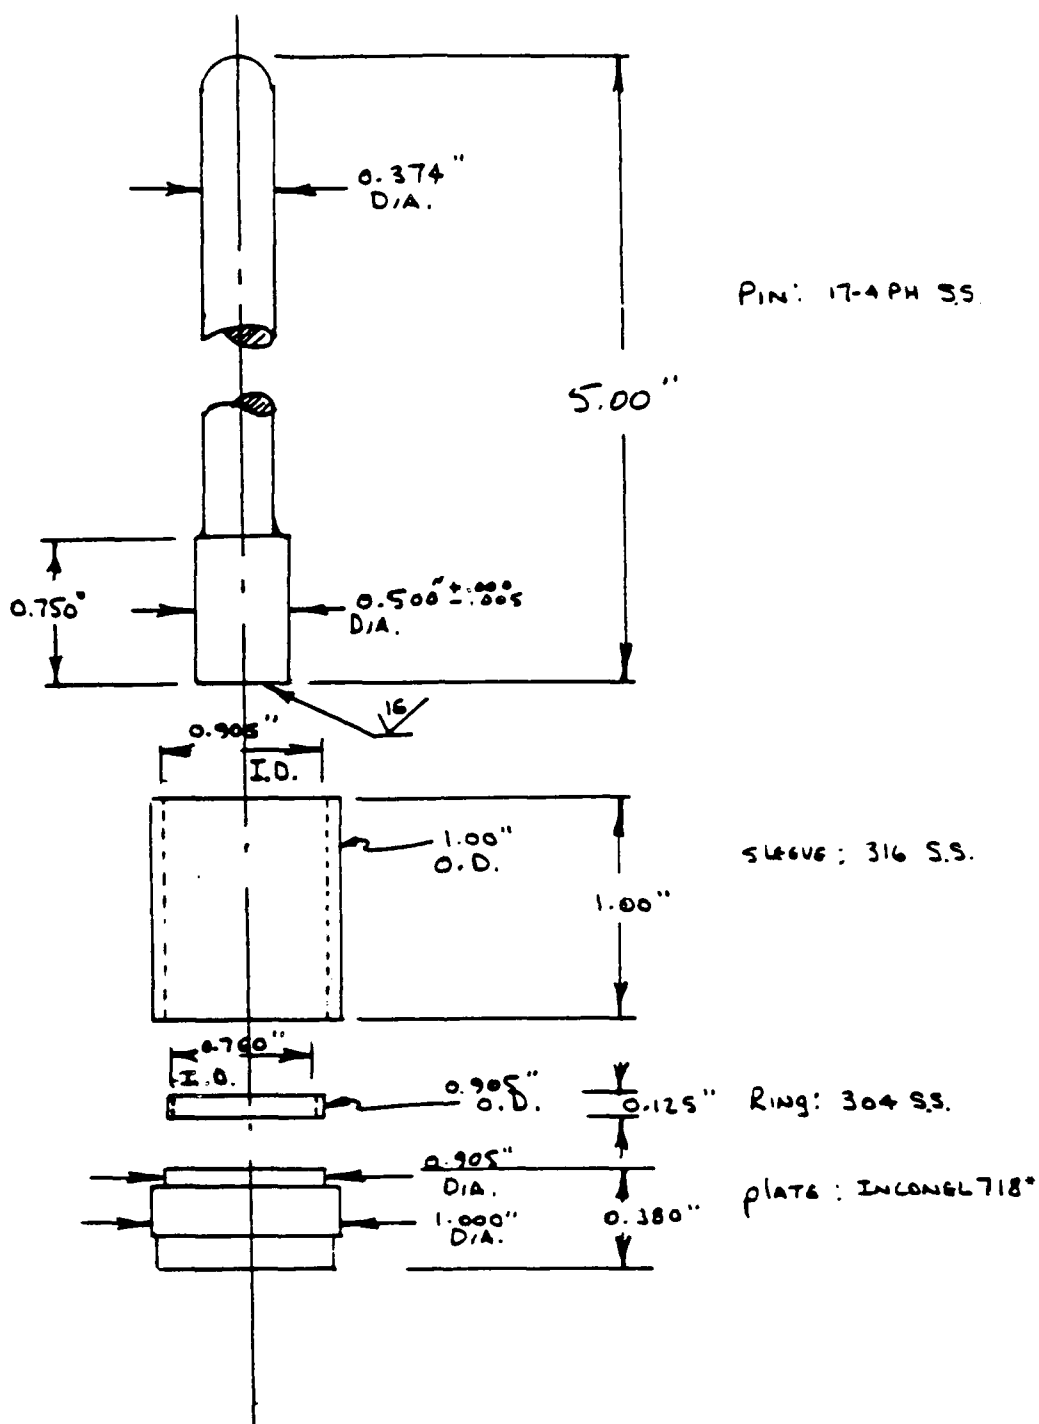 0.374"
DIA.
PIN: 17-4 PH S.S.
5.00"
0.750"
0.500" +.000
-.005
DIA.
16
0.905"
I.D.
1.00"
O.D.
SLEEVE: 316 S.S.
1.00"
0.760"
I.D.
0.905"
O.D.
0.125"
Ring: 304 S.S.
0.905"
DIA.
plATE: INCONEL 718*
1.000"
DIA.
0.380"